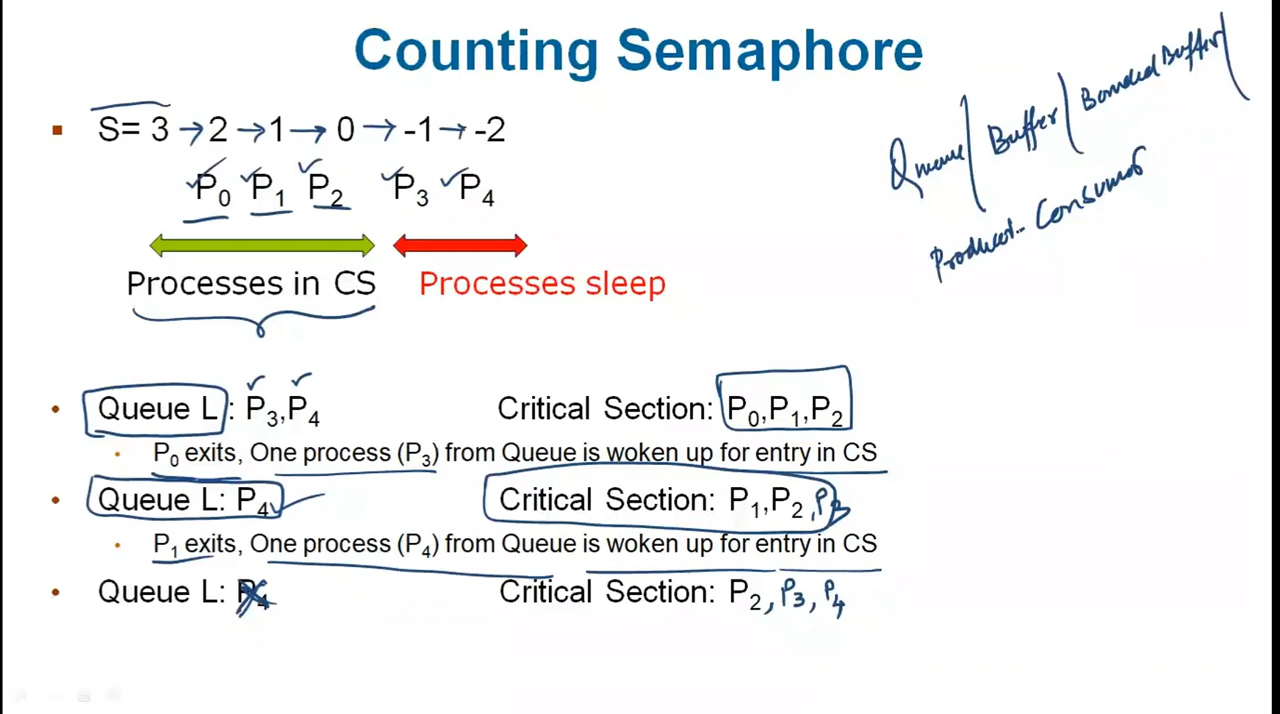 Counting Semaphore
Queue / Buffer / Bounded Buffer /
▪ S= 3 → 2 → 1 → 0 → -1 → -2
P₀ P₁ P₂ P₃ P₄
Consumer
Processes in CS Processes sleep
• Queue L : P₃,P₄ Critical Section: P₀,P₁,P₂
• P₀ exits, One process (P₃) from Queue is woken up for entry in CS
• Queue L: P₄ Critical Section: P₁,P₂,P₃
• P₁ exits, One process (P₄) from Queue is woken up for entry in CS
• Queue L: P₄ Critical Section: P₂, P₃, P₄